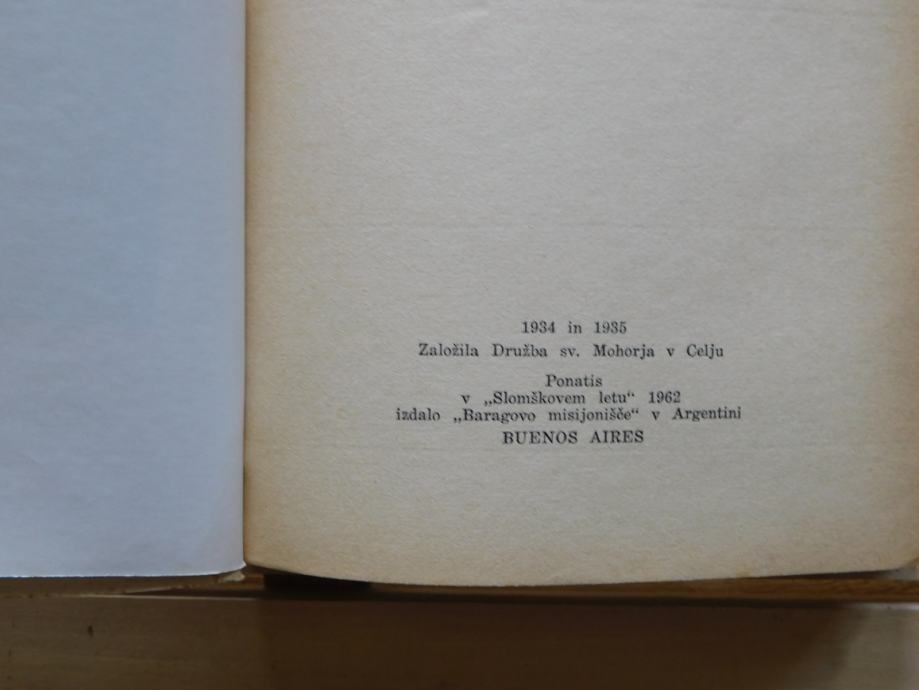 1934 in 1935
Založila Družba sv. Mohorja v Celju
Ponatis
v „Slomškovem letu“ 1962
izdalo „Baragovo misijonišče“ v Argentini
BUENOS AIRES